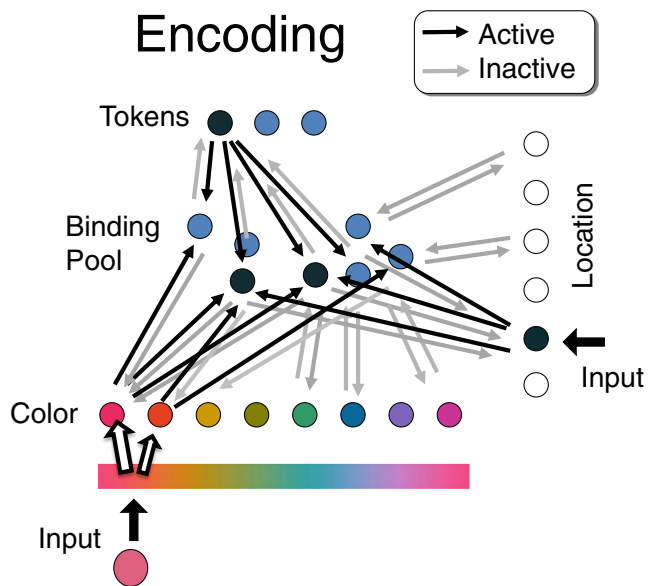 Encoding
Active
Inactive
Tokens
Binding
Pool
Location
Input
Color
Input